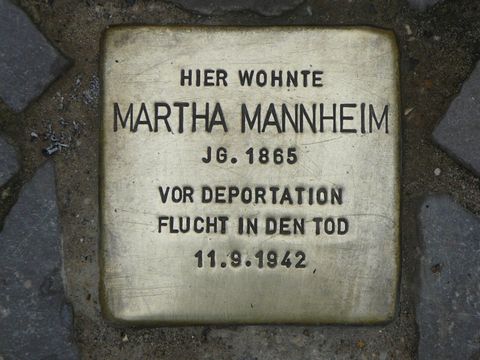 HIER WOHNTE
MARTHA MANNHEIM
JG. 1865
VOR DEPORTATION
FLUCHT IN DEN TOD
11.9.1942